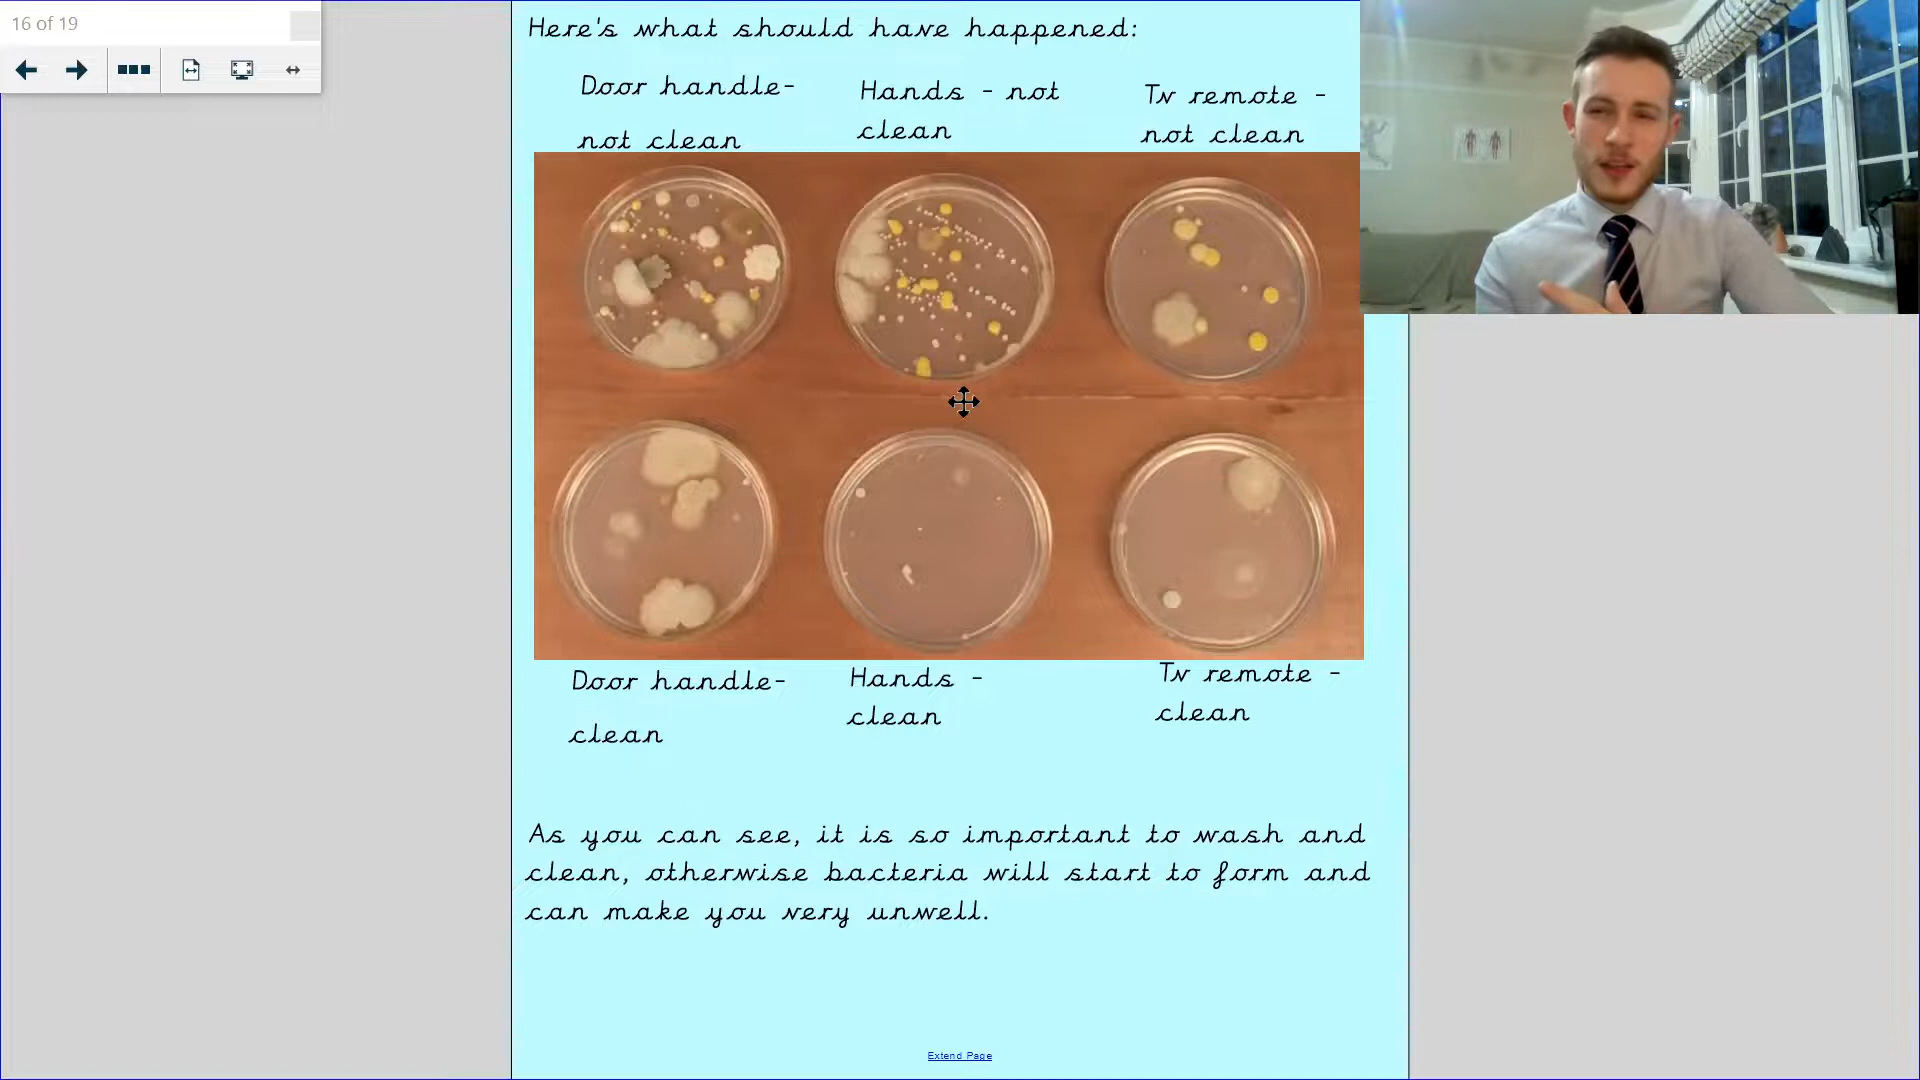 16 of 19
Here's what should have happened:
Door handle-
not clean
Hands - not
clean
Tv remote -
not clean
Door handle-
clean
Hands -
clean
Tv remote -
clean
As you can see, it is so important to wash and
clean, otherwise bacteria will start to form and
can make you very unwell.
Extend Page